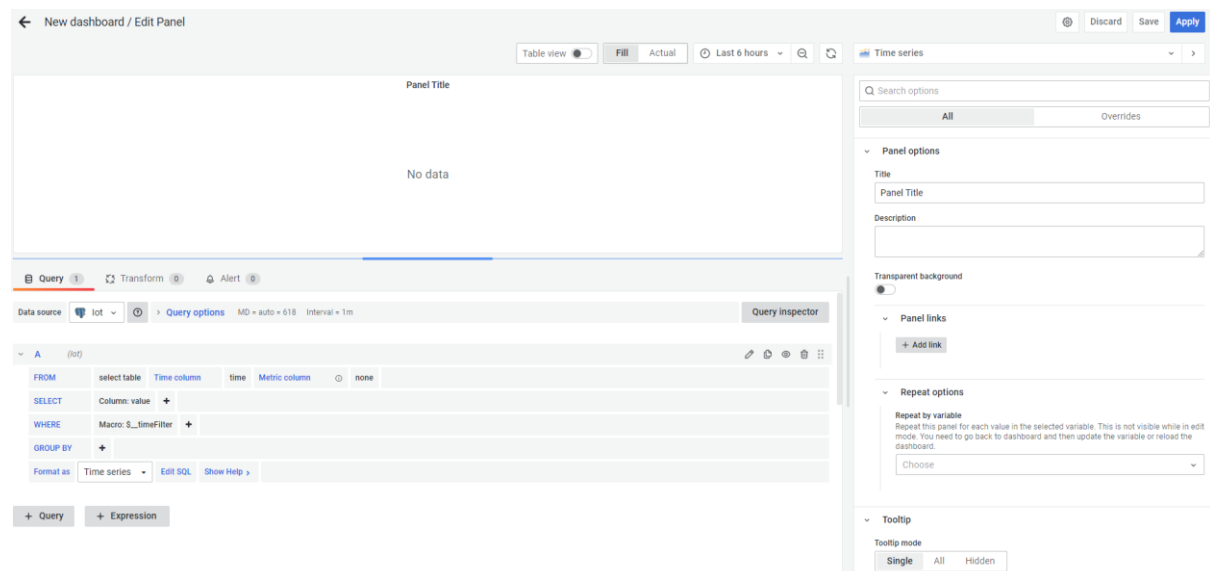 New dashboard / Edit Panel
Discard Save Apply
Table view Fill Actual Last 6 hours Time series
Panel Title
No data
Search options
All Overrides
Panel options
Title
Panel Title
Description
Transparent background
Panel links
+ Add link
Repeat options
Repeat by variable
Repeat this panel for each value in the selected variable. This is not visible while in edit
mode. You need to go back to dashboard and then update the variable or reload the
dashboard.
Choose
Tooltip
Tooltip mode
Single All Hidden
Query 1 Transform 0 Alert 0
Data source Iot > Query options MD = auto = 618 Interval = 1m Query inspector
A (Iot)
FROM select table Time column time Metric column none
SELECT Column: value +
WHERE Macro: $__timeFilter +
GROUP BY +
Format as Time series Edit SQL Show Help >
+ Query + Expression